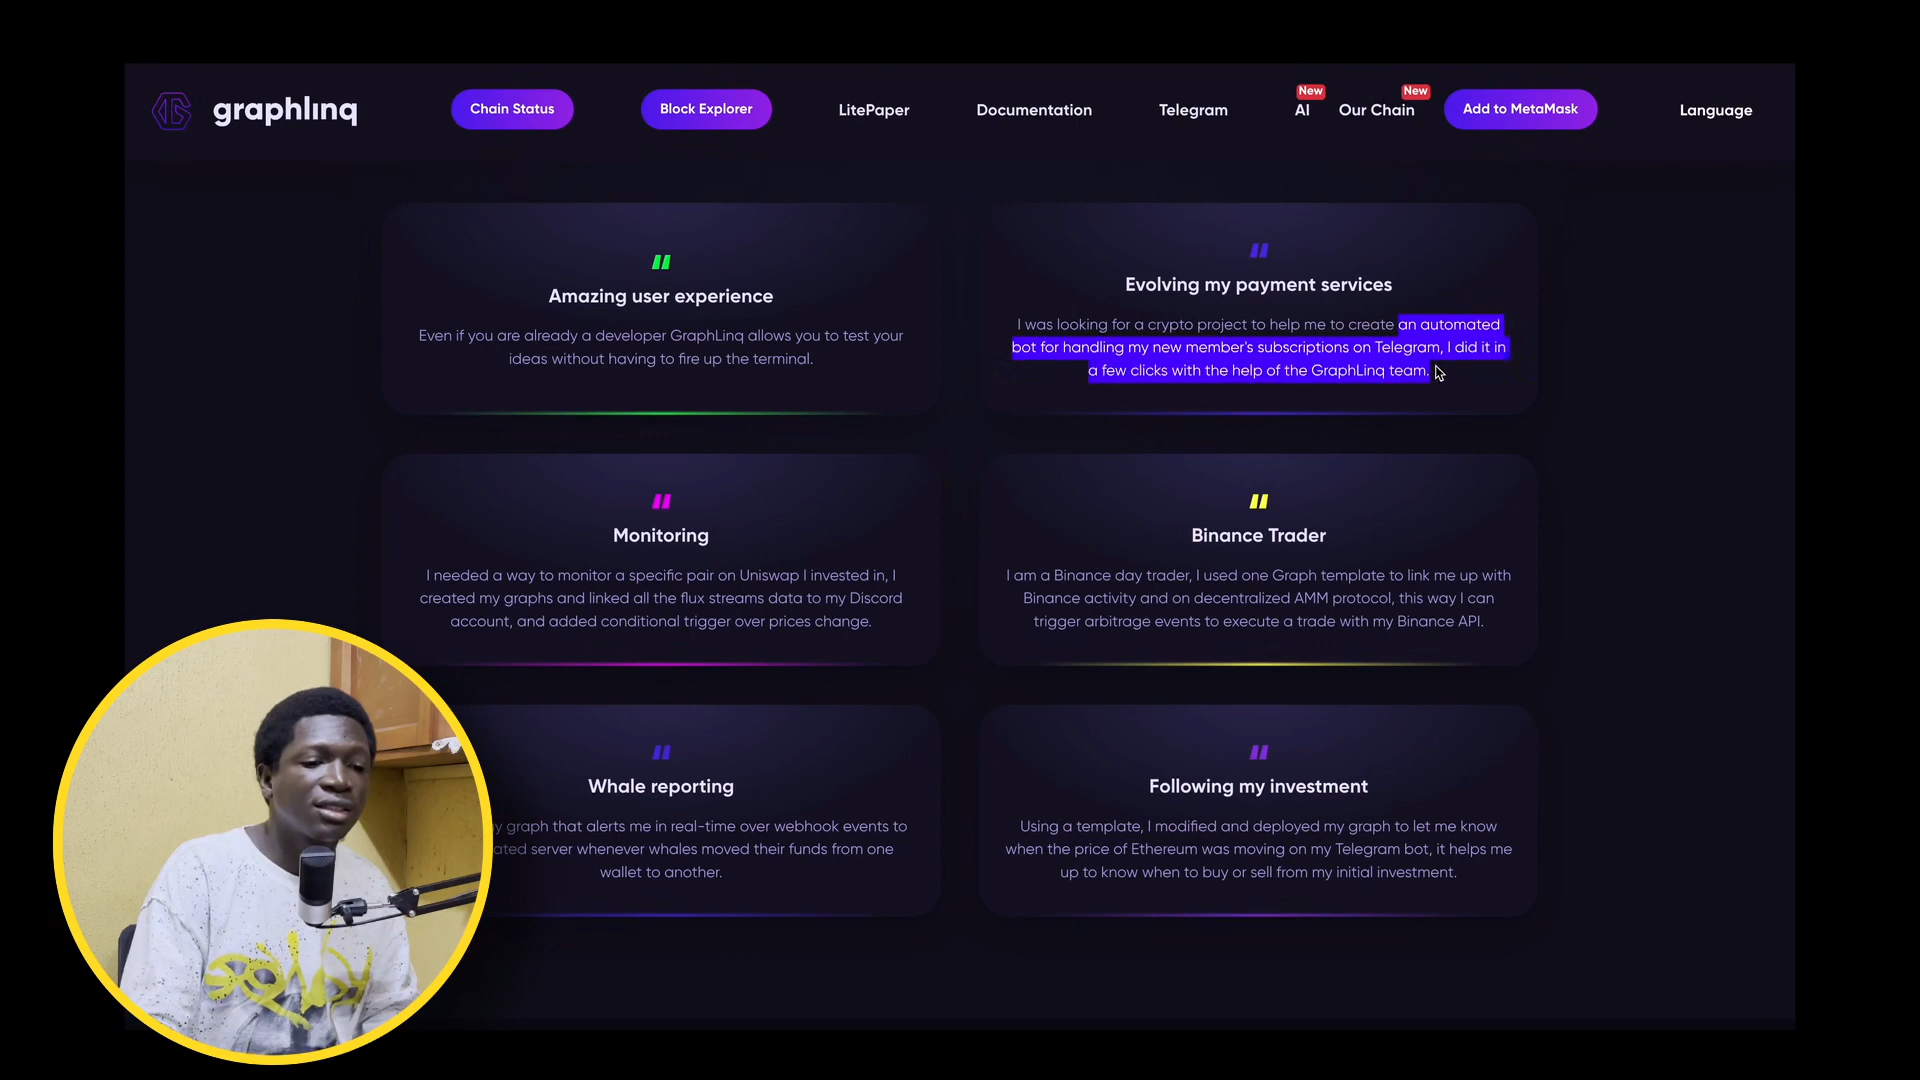 graphlinq
Chain Status
Block Explorer
LitePaper
Documentation
Telegram
New
AI
New
Our Chain
Add to MetaMask
Language
Amazing user experience
Even if you are already a developer GraphLinq allows you to test your
ideas without having to fire up the terminal.
Evolving my payment services
I was looking for a crypto project to help me to create an automated
bot for handling my new member's subscriptions on Telegram, I did it in
a few clicks with the help of the GraphLinq team.
Monitoring
I needed a way to monitor a specific pair on Uniswap I invested in, I
created my graphs and linked all the flux streams data to my Discord
account, and added conditional trigger over prices change.
Binance Trader
I am a Binance day trader, I used one Graph template to link me up with
Binance activity and on decentralized AMM protocol, this way I can
trigger arbitrage events to execute a trade with my Binance API.
Whale reporting
graph that alerts me in real-time over webhook events to
server whenever whales moved their funds from one
wallet to another.
Following my investment
Using a template, I modified and deployed my graph to let me know
when the price of Ethereum was moving on my Telegram bot, it helps me
up to know when to buy or sell from my initial investment.